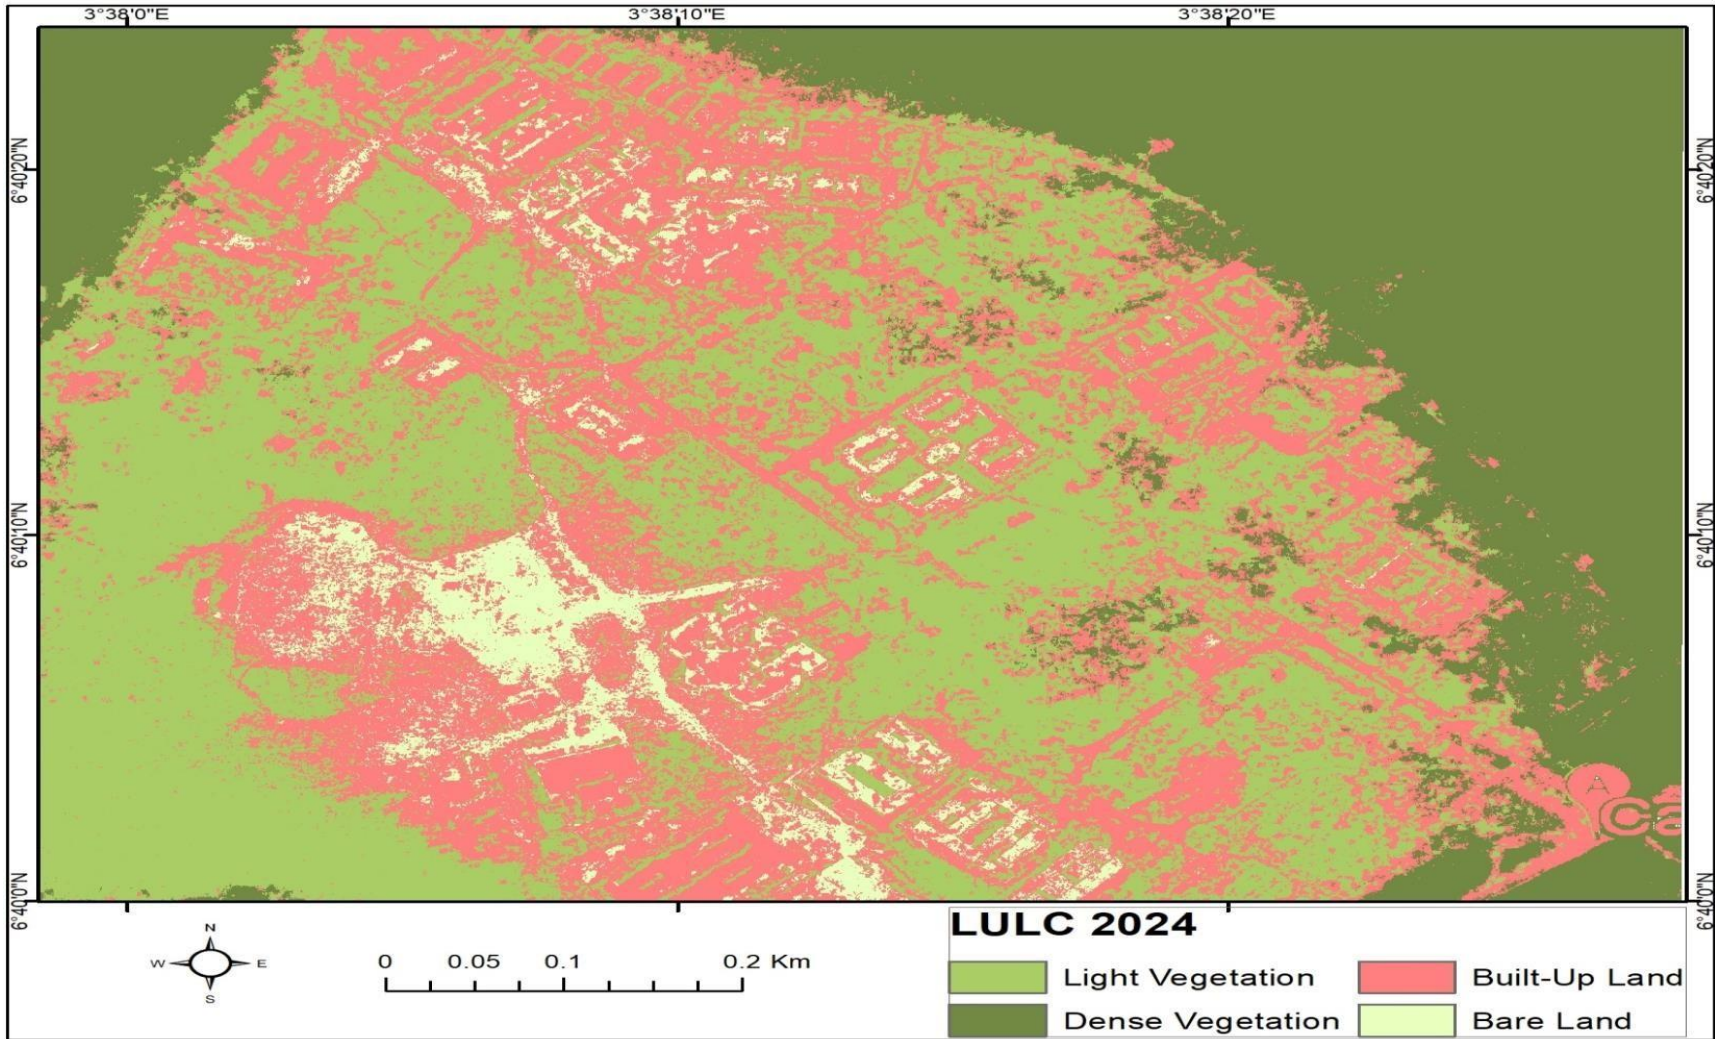 3°38'0"E 3°38'10"E 3°38'20"E
6°40'20"N 6°40'20"N
6°40'10"N 6°40'10"N
A
Ca
6°40'0"N 6°40'0"N
LULC 2024
N
W E
S
0 0.05 0.1 0.2 Km
Light Vegetation Built-Up Land
Dense Vegetation Bare Land